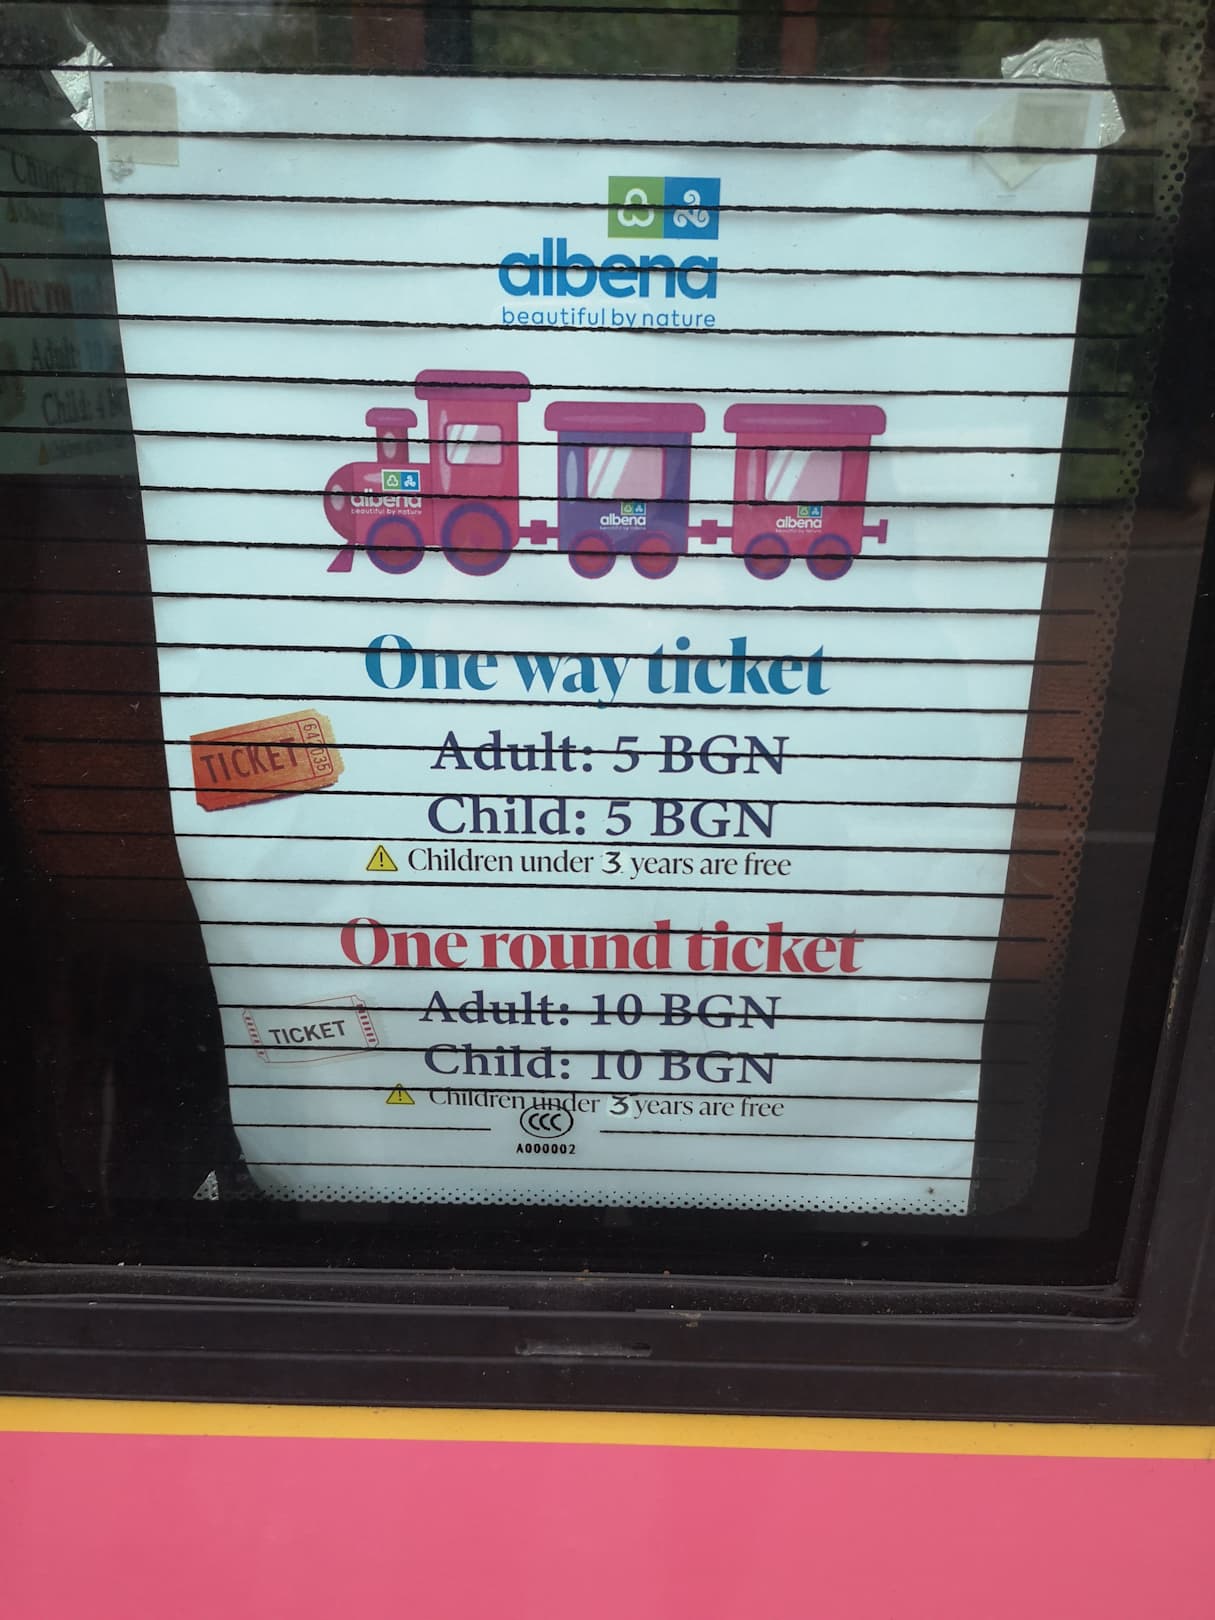 albena
beautiful by nature
albena
beautiful by nature
albena
albena
One way ticket
TICKET
Adult: 5 BGN
Child: 5 BGN
Children under 3 years are free
One round ticket
TICKET
Adult: 10 BGN
Child: 10 BGN
Children under 3 years are free
CCC
A000002